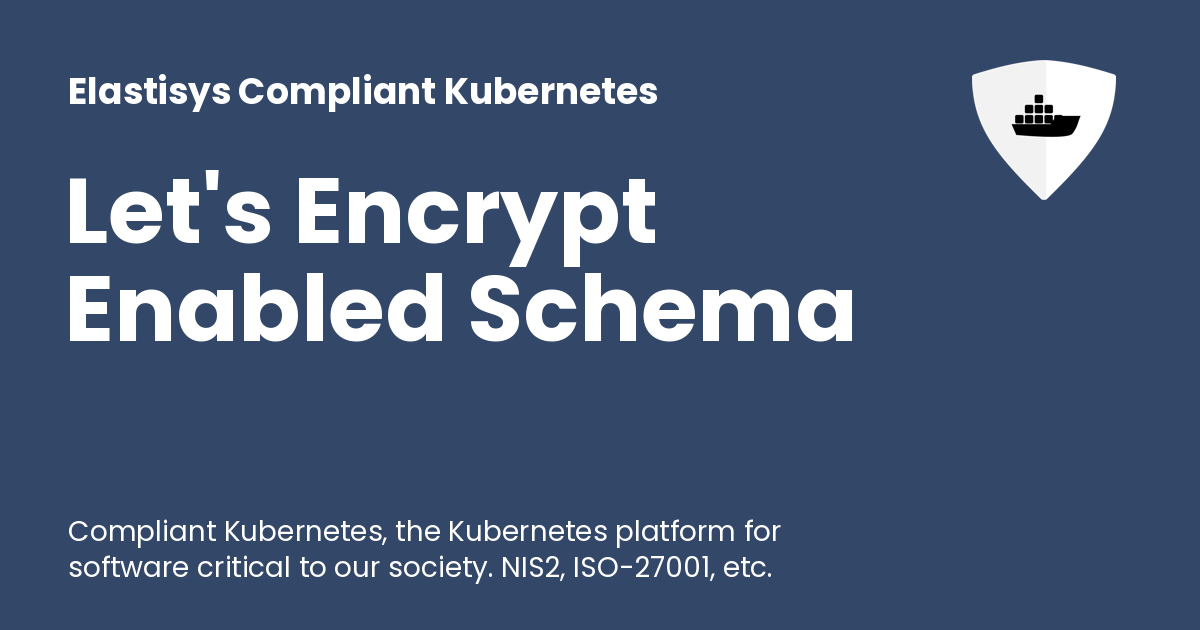 Elastisys Compliant Kubernetes
Let's Encrypt
Enabled Schema
Compliant Kubernetes, the Kubernetes platform for
software critical to our society. NIS2, ISO-27001, etc.